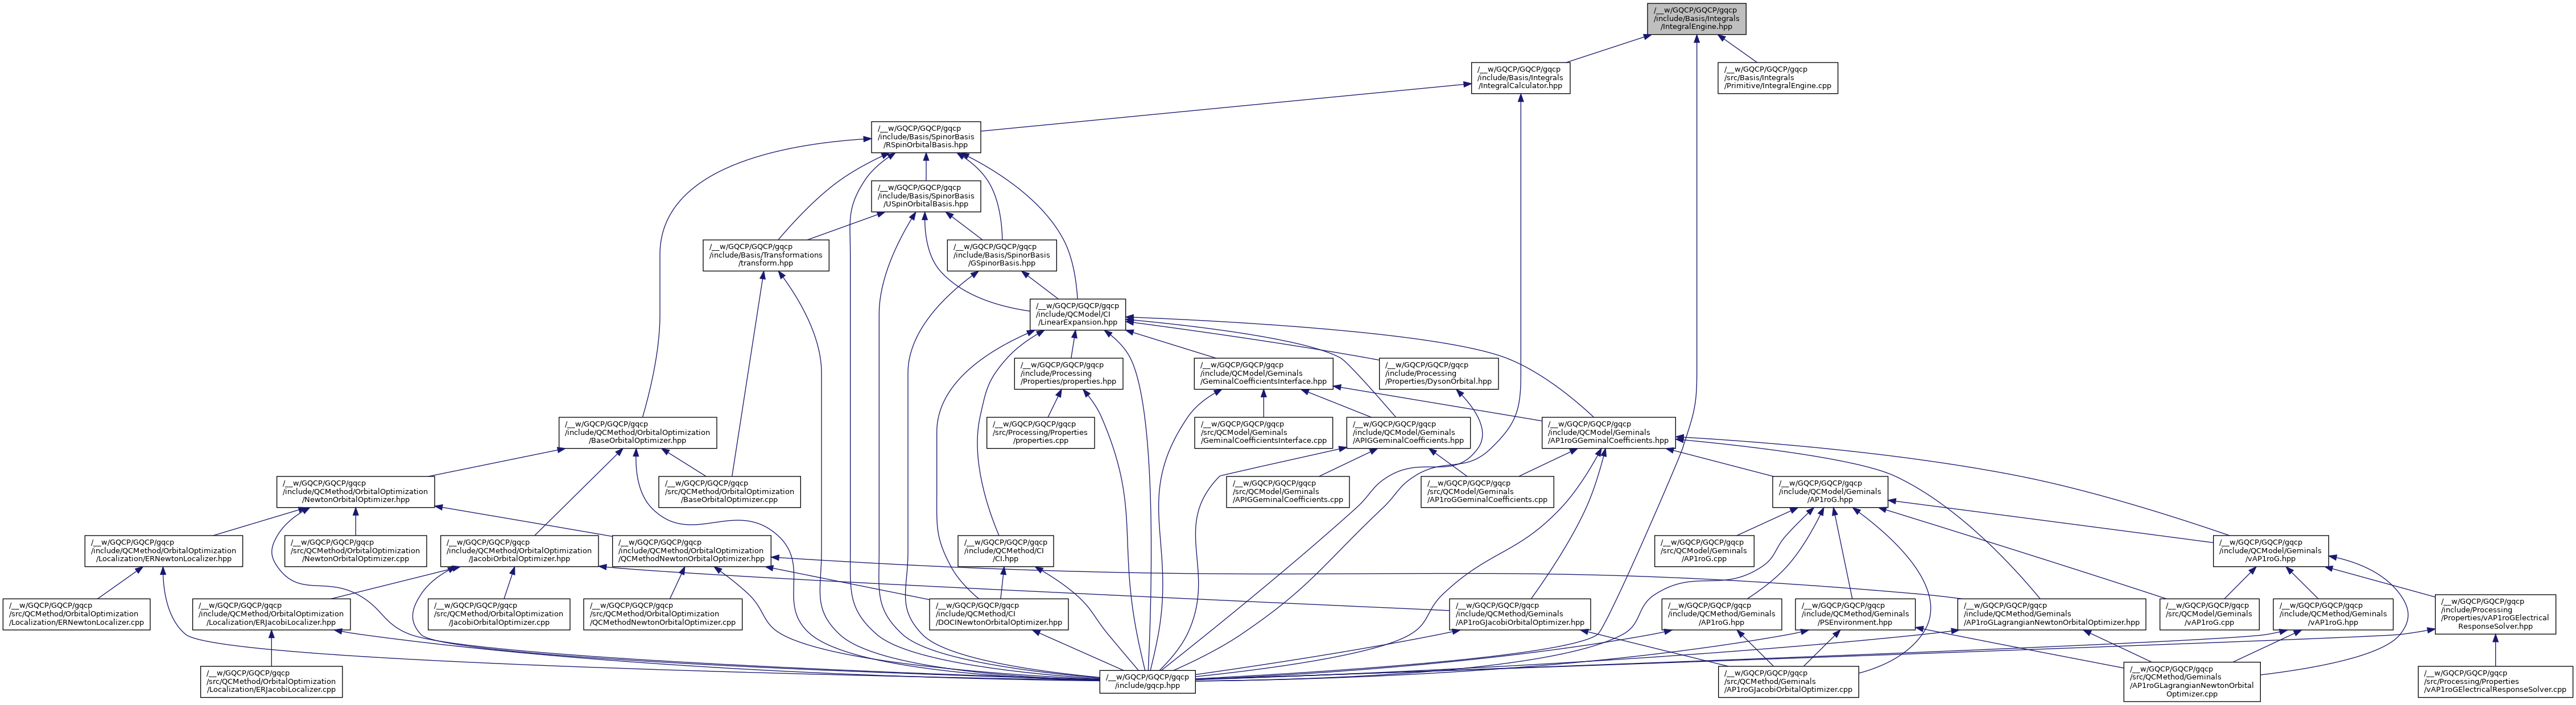 /__w/GQCP/GQCP/gqcp
/include/Basis/Integrals
/IntegralEngine.hpp
/__w/GQCP/GQCP/gqcp
/include/Basis/Integrals
/IntegralCalculator.hpp
/__w/GQCP/GQCP/gqcp
/src/Basis/Integrals
/Primitive/IntegralEngine.cpp
/__w/GQCP/GQCP/gqcp
/include/Basis/SpinorBasis
/RSpinOrbitalBasis.hpp
/__w/GQCP/GQCP/gqcp
/include/Basis/SpinorBasis
/USpinOrbitalBasis.hpp
/__w/GQCP/GQCP/gqcp
/include/Basis/Transformations
/transform.hpp
/__w/GQCP/GQCP/gqcp
/include/Basis/SpinorBasis
/GSpinorBasis.hpp
/__w/GQCP/GQCP/gqcp
/include/QCModel/CI
/LinearExpansion.hpp
/__w/GQCP/GQCP/gqcp
/include/Processing
/Properties/properties.hpp
/__w/GQCP/GQCP/gqcp
/include/QCModel/Geminals
/GeminalCoefficientsInterface.hpp
/__w/GQCP/GQCP/gqcp
/include/Processing
/Properties/DysonOrbital.hpp
/__w/GQCP/GQCP/gqcp
/include/QCMethod/OrbitalOptimization
/BaseOrbitalOptimizer.hpp
/__w/GQCP/GQCP/gqcp
/src/Processing/Properties
/properties.cpp
/__w/GQCP/GQCP/gqcp
/src/QCModel/Geminals
/GeminalCoefficientsInterface.cpp
/__w/GQCP/GQCP/gqcp
/include/QCModel/Geminals
/APIGGeminalCoefficients.hpp
/__w/GQCP/GQCP/gqcp
/include/QCModel/Geminals
/AP1roGGeminalCoefficients.hpp
/__w/GQCP/GQCP/gqcp
/include/QCMethod/OrbitalOptimization
/NewtonOrbitalOptimizer.hpp
/__w/GQCP/GQCP/gqcp
/src/QCMethod/OrbitalOptimization
/BaseOrbitalOptimizer.cpp
/__w/GQCP/GQCP/gqcp
/src/QCModel/Geminals
/APIGGeminalCoefficients.cpp
/__w/GQCP/GQCP/gqcp
/src/QCModel/Geminals
/AP1roGGeminalCoefficients.cpp
/__w/GQCP/GQCP/gqcp
/include/QCModel/Geminals
/AP1roG.hpp
/__w/GQCP/GQCP/gqcp
/include/QCMethod/OrbitalOptimization
/Localization/ERNewtonLocalizer.hpp
/__w/GQCP/GQCP/gqcp
/src/QCMethod/OrbitalOptimization
/NewtonOrbitalOptimizer.cpp
/__w/GQCP/GQCP/gqcp
/include/QCMethod/OrbitalOptimization
/JacobiOrbitalOptimizer.hpp
/__w/GQCP/GQCP/gqcp
/include/QCMethod/OrbitalOptimization
/QCMethodNewtonOrbitalOptimizer.hpp
/__w/GQCP/GQCP/gqcp
/include/QCMethod/CI
/CI.hpp
/__w/GQCP/GQCP/gqcp
/src/QCModel/Geminals
/AP1roG.cpp
/__w/GQCP/GQCP/gqcp
/include/QCModel/Geminals
/vAP1roG.hpp
/__w/GQCP/GQCP/gqcp
/src/QCMethod/OrbitalOptimization
/Localization/ERNewtonLocalizer.cpp
/__w/GQCP/GQCP/gqcp
/include/QCMethod/OrbitalOptimization
/Localization/ERJacobiLocalizer.hpp
/__w/GQCP/GQCP/gqcp
/src/QCMethod/OrbitalOptimization
/JacobiOrbitalOptimizer.cpp
/__w/GQCP/GQCP/gqcp
/src/QCMethod/OrbitalOptimization
/QCMethodNewtonOrbitalOptimizer.cpp
/__w/GQCP/GQCP/gqcp
/include/QCMethod/CI
/DOCINewtonOrbitalOptimizer.hpp
/__w/GQCP/GQCP/gqcp
/include/QCMethod/Geminals
/AP1roGJacobiOrbitalOptimizer.hpp
/__w/GQCP/GQCP/gqcp
/include/QCMethod/Geminals
/AP1roG.hpp
/__w/GQCP/GQCP/gqcp
/include/QCMethod/Geminals
/PSEnvironment.hpp
/__w/GQCP/GQCP/gqcp
/include/QCMethod/Geminals
/AP1roGLagrangianNewtonOrbitalOptimizer.hpp
/__w/GQCP/GQCP/gqcp
/src/QCModel/Geminals
/vAP1roG.cpp
/__w/GQCP/GQCP/gqcp
/include/QCMethod/Geminals
/vAP1roG.hpp
/__w/GQCP/GQCP/gqcp
/include/Processing
/Properties/vAP1roGElectrical
ResponseSolver.hpp
/__w/GQCP/GQCP/gqcp
/src/QCMethod/OrbitalOptimization
/Localization/ERJacobiLocalizer.cpp
/__w/GQCP/GQCP/gqcp
/include/gqcp.hpp
/__w/GQCP/GQCP/gqcp
/src/QCMethod/Geminals
/AP1roGJacobiOrbitalOptimizer.cpp
/__w/GQCP/GQCP/gqcp
/src/QCMethod/Geminals
/AP1roGLagrangianNewtonOrbital
Optimizer.cpp
/__w/GQCP/GQCP/gqcp
/src/Processing/Properties
/vAP1roGElectricalResponseSolver.cpp